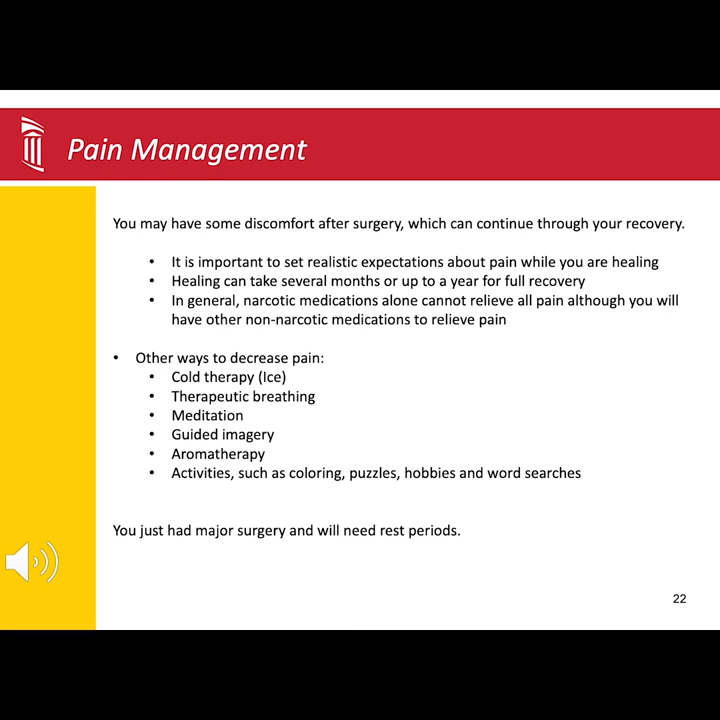 Pain Management
You may have some discomfort after surgery, which can continue through your recovery.
• It is important to set realistic expectations about pain while you are healing
• Healing can take several months or up to a year for full recovery
• In general, narcotic medications alone cannot relieve all pain although you will
have other non-narcotic medications to relieve pain
• Other ways to decrease pain:
• Cold therapy (Ice)
• Therapeutic breathing
• Meditation
• Guided imagery
• Aromatherapy
• Activities, such as coloring, puzzles, hobbies and word searches
You just had major surgery and will need rest periods.
22